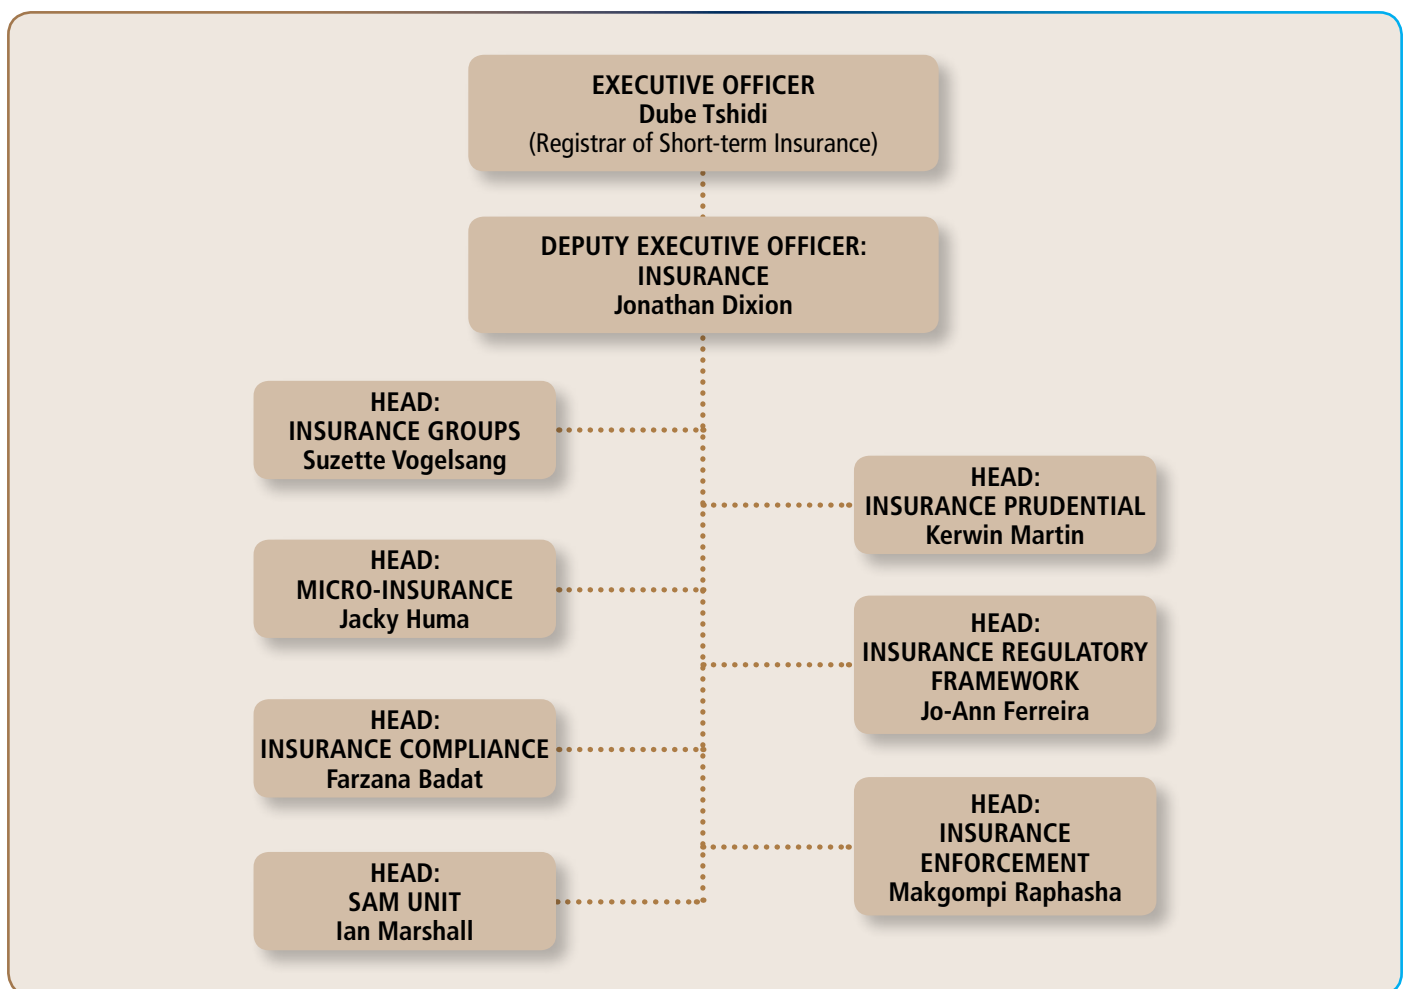 EXECUTIVE OFFICER
Dube Tshidi
(Registrar of Short-term Insurance)
DEPUTY EXECUTIVE OFFICER:
INSURANCE
Jonathan Dixion
HEAD:
INSURANCE GROUPS
Suzette Vogelsang
HEAD:
INSURANCE PRUDENTIAL
Kerwin Martin
HEAD:
MICRO-INSURANCE
Jacky Huma
HEAD:
INSURANCE REGULATORY
FRAMEWORK
Jo-Ann Ferreira
HEAD:
INSURANCE COMPLIANCE
Farzana Badat
HEAD:
INSURANCE
ENFORCEMENT
Makgompi Raphasha
HEAD:
SAM UNIT
Ian Marshall